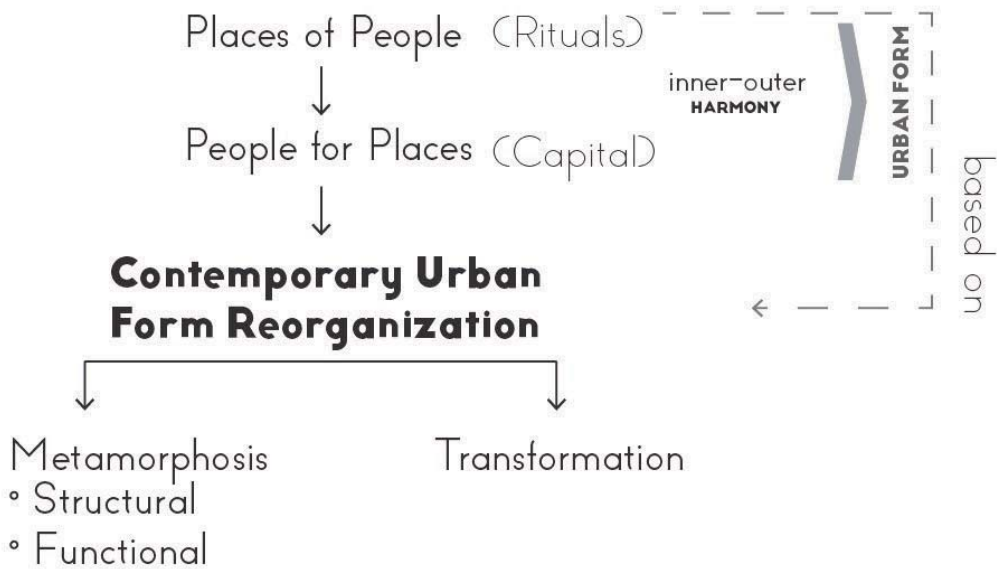 Places of People (Rituals)
inner-outer
HARMONY
URBAN FORM
People for Places (Capital)
based on
Contemporary Urban
Form Reorganization
Metamorphosis
° Structural
° Functional
Transformation